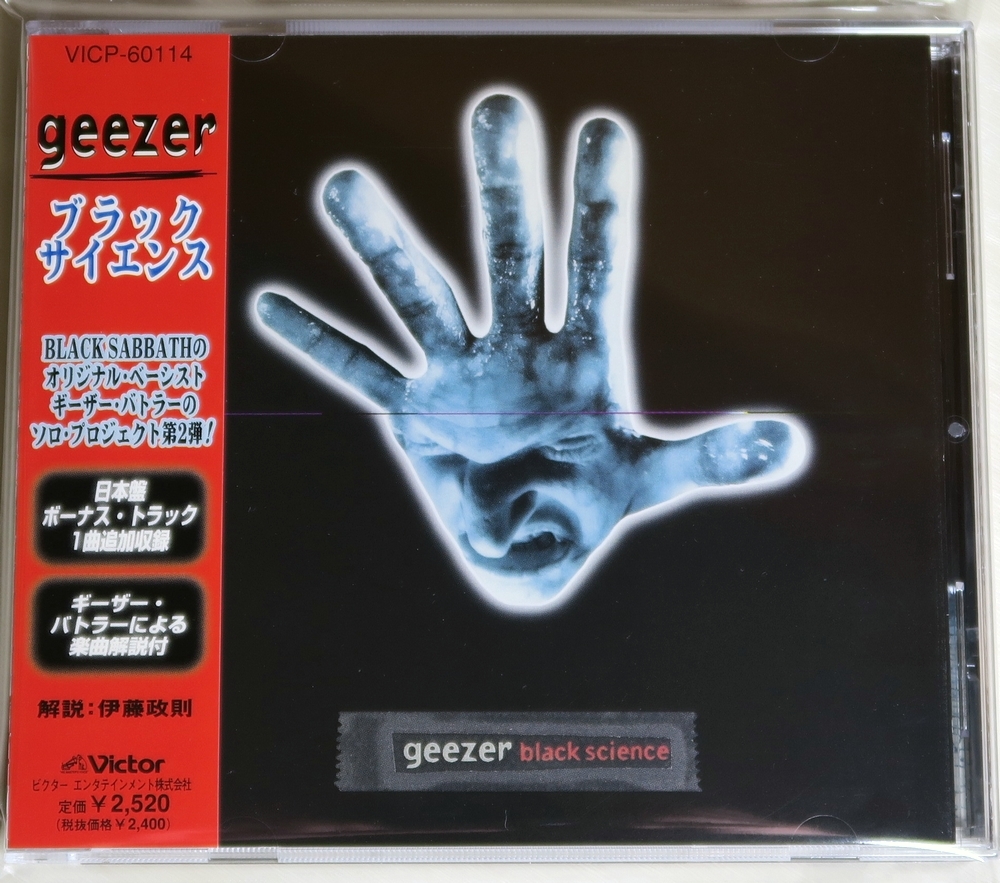 VICP-60114
geezer
ブラック
サイエンス
BLACK SABBATHの
オリジナル・ベーシスト
ギーザー・バトラーの
ソロ・プロジェクト第2弾!
日本盤
ボーナス・トラック
1曲追加収録
ギーザー・
バトラーによる
楽曲解説付
解説:伊藤政則
Victor
ビクター エンタテインメント株式会社
定価¥2,520
(税抜価格¥2,400)
geezer black science